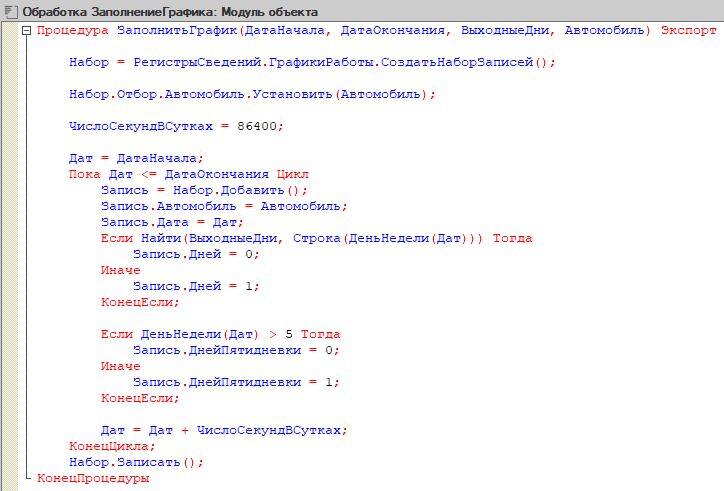 Обработка ЗаполнениеГрафика: Модуль объекта
Процедура ЗаполнитьГрафик(ДатаНачала, ДатаОкончания, ВыходныеДни, Автомобиль) Экспорт
Набор = РегистрыСведений.ГрафикиРаботы.СоздатьНаборЗаписей();
Набор.Отбор.Автомобиль.Установить(Автомобиль);
ЧислоСекундВСутках = 86400;
Дат = ДатаНачала;
Пока Дат <= ДатаОкончания Цикл
Запись = Набор.Добавить();
Запись.Автомобиль = Автомобиль;
Запись.Дата = Дат;
Если Найти(ВыходныеДни, Строка(ДеньНедели(Дат))) Тогда
Запись.Дней = 0;
Иначе
Запись.Дней = 1;
КонецЕсли;
Если ДеньНедели(Дат) > 5 Тогда
Запись.ДнейПятидневки = 0;
Иначе
Запись.ДнейПятидневки = 1;
КонецЕсли;
Дат = Дат + ЧислоСекундВСутках;
КонецЦикла;
Набор.Записать();
КонецПроцедуры